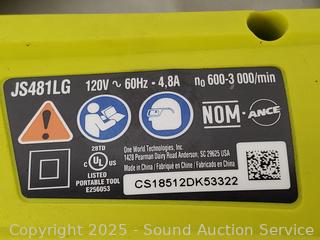 JS481LG
120V ~ 60Hz - 4,8A
n₀ 600-3 000/min
NOM - ANCE
28TD
C UL US
LISTED
PORTABLE TOOL
E256053
One World Technologies, Inc.
1428 Pearman Dairy Road Anderson, SC 29625 USA
Made in China / Fabriqué en Chine / Hecho en China
CS18512DK53322
Copyright 2025 - Sound Auction Service